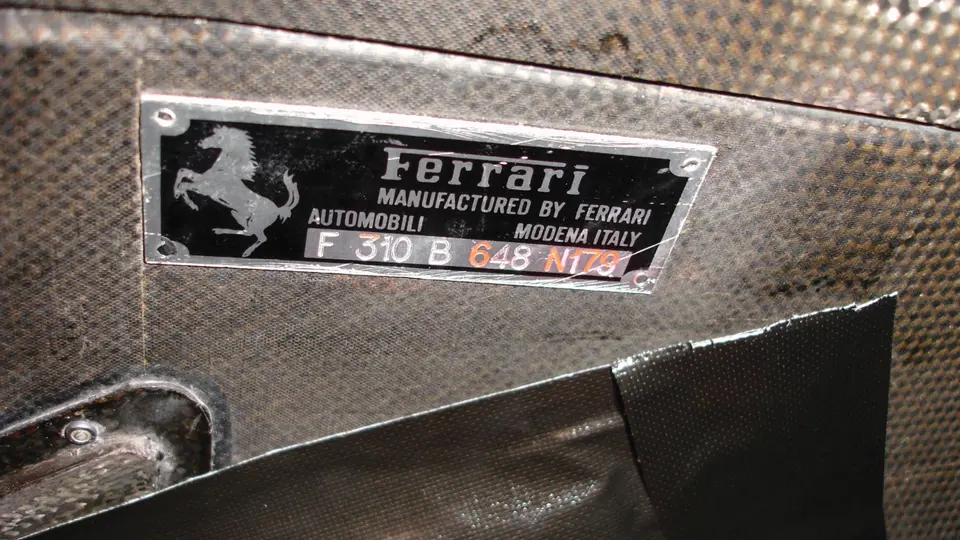 Ferrari
MANUFACTURED BY FERRARI
AUTOMOBILI MODENA ITALY
F 310 B 648 N179